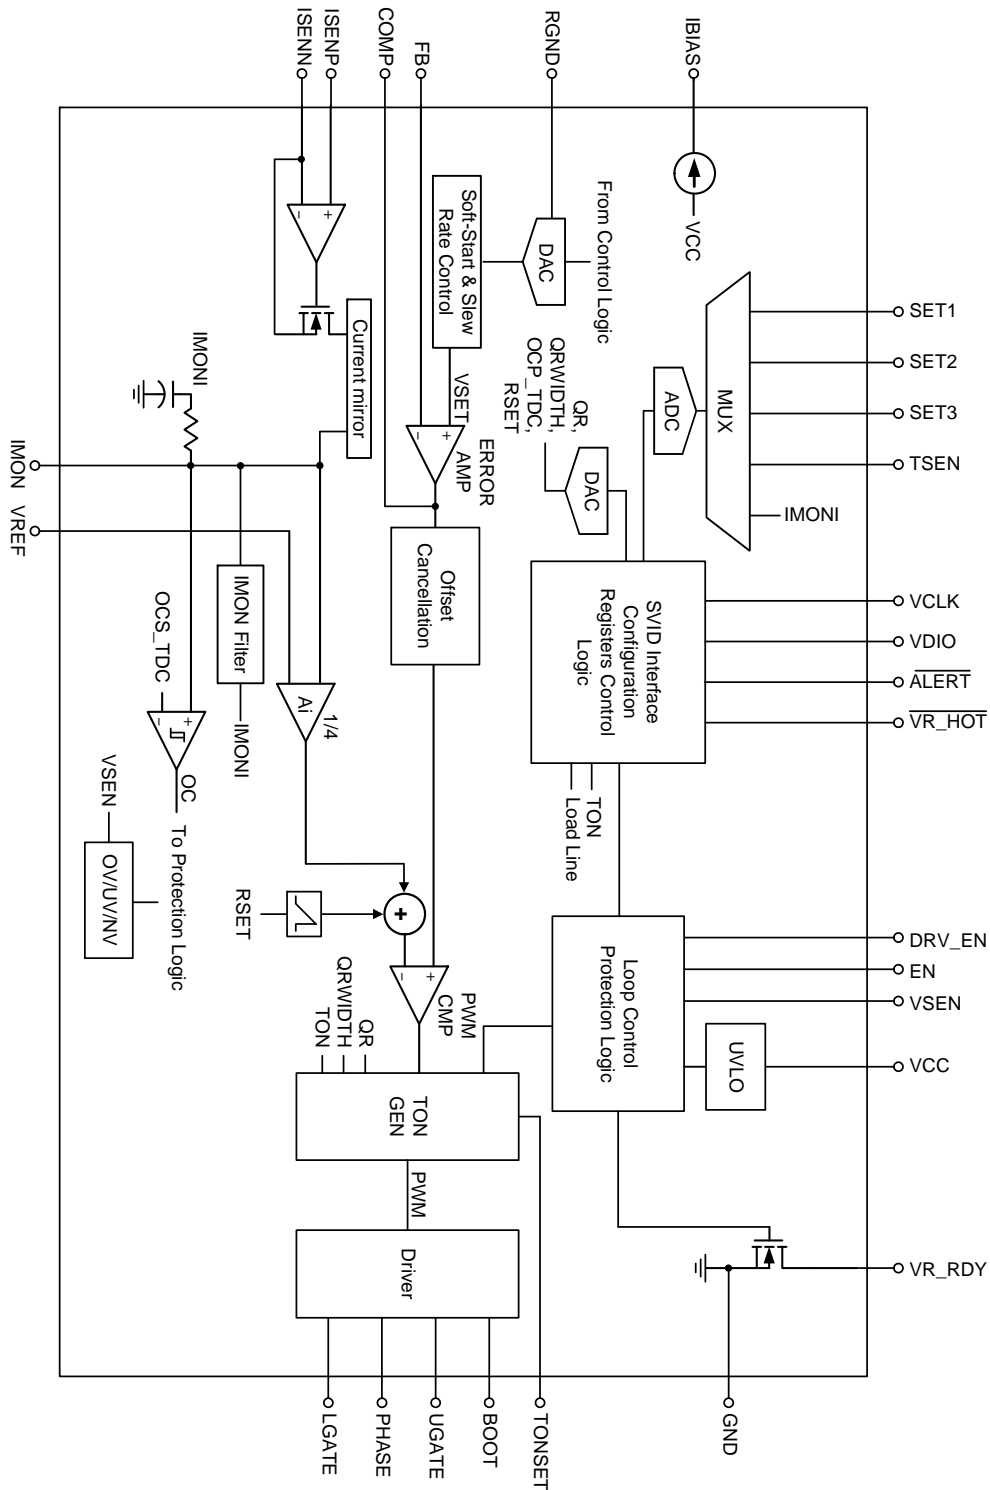 SET1
SET2
SET3
TSEN
IMONI
MUX
ADC
VCLK
VDIO
ALERT
VR_HOT
SVID Interface
Configuration
Registers Control
Logic
TON
Load Line
DRV_EN
EN
VSEN
VCC
UVLO
Loop Control
Protection Logic
VR_RDY
GND
IBIAS
VCC
RGND
From Control Logic
DAC
Soft-Start & Slew
Rate Control
QR,
QRWIDTH,
OCP_TDC,
RSET
DAC
FB
COMP
VSET
+
−
ERROR
AMP
Offset
Cancellation
PWM
CMP
+
−
QR
QRWIDTH
TON
TON
GEN
PWM
Driver
TONSET
BOOT
UGATE
PHASE
LGATE
ISENP
ISENN
+
−
Current mirror
IMONI
IMON
VREF
IMON Filter
IMONI
1/4
Ai
+
RSET
OCS_TDC
+
−
OC
To Protection Logic
VSEN
OV/UV/NV